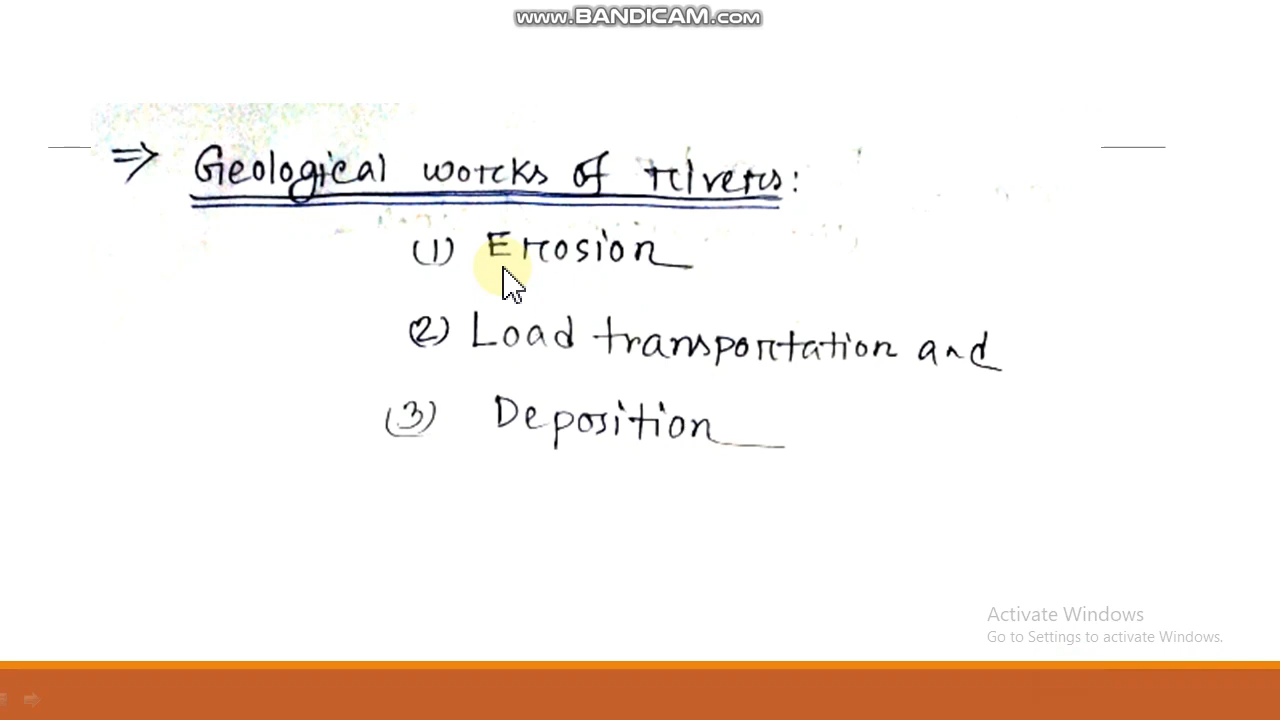 www.BANDICAM.com
⇒ Geological works of rivers:
(1) Erosion
(2) Load transportation and
(3) Deposition
Activate Windows
Go to Settings to activate Windows.